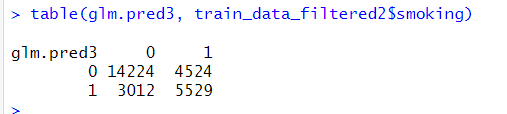 > table(glm.pred3, train_data_filtered2$smoking)
glm.pred3     0     1
        0 14224  4524
        1  3012  5529
>